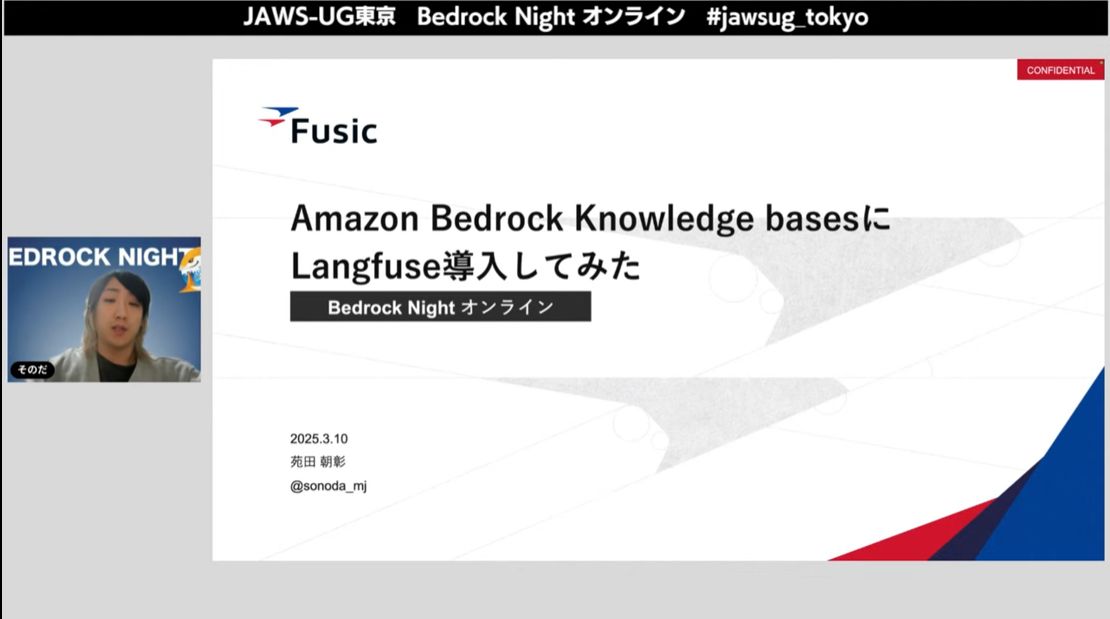 JAWS-UG東京 Bedrock Night オンライン #jawsug_tokyo
CONFIDENTIAL
Fusic
Amazon Bedrock Knowledge basesに
Langfuse導入してみた
Bedrock Night オンライン
EDROCK NIGHT
そのだ
2025.3.10
苑田 朝彰
@sonoda_mj